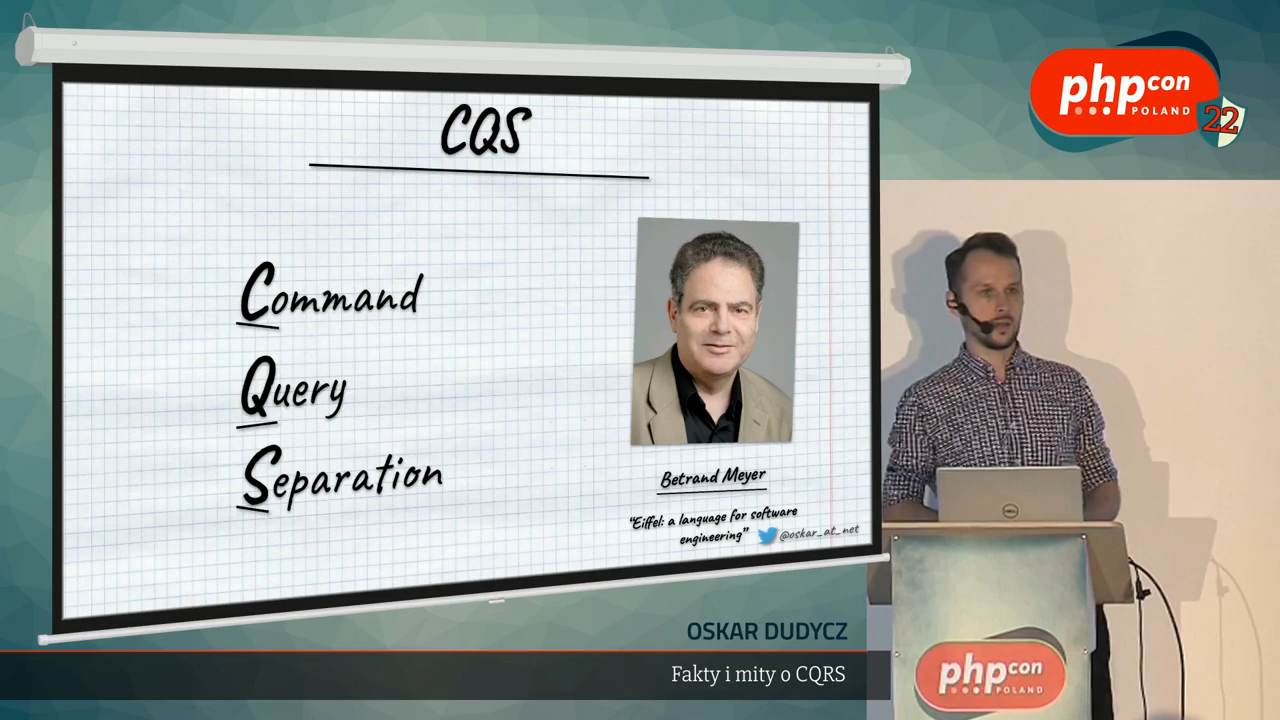 CQS
Command
Query
Separation
Betrand Meyer
“Eiffel: a language for software
engineering”
@oskar_at_net
php con
POLAND
22
OSKAR DUDYCZ
Fakty i mity o CQRS
DELL
php con
POLAND